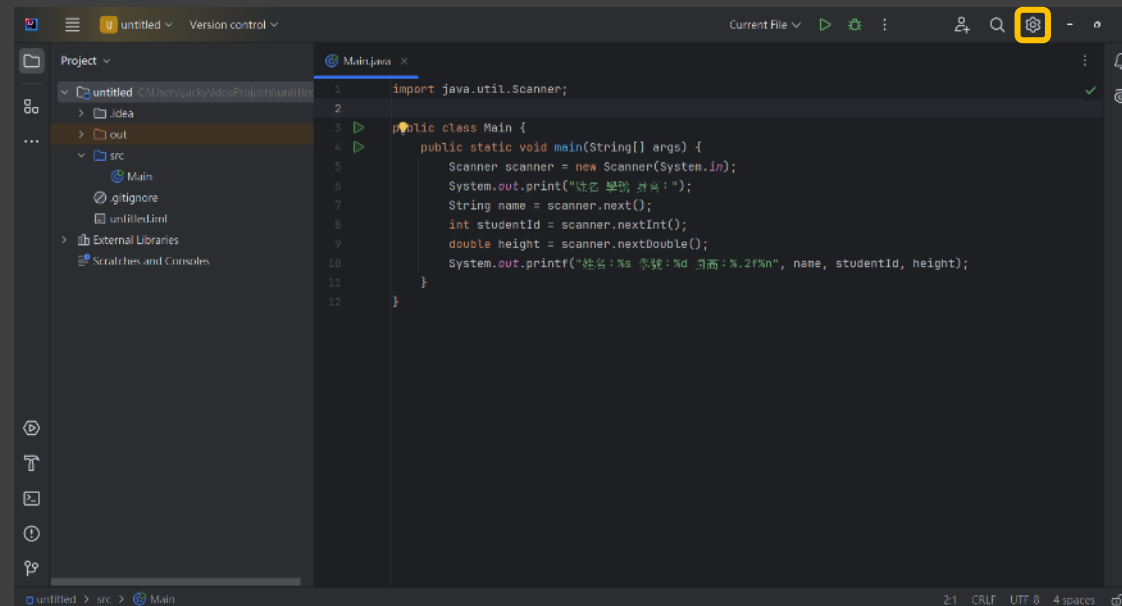 U untitled Version control Current File
Project
Main.java
untitled C:\Users\jacky\IdeaProjects\untitled
.idea
out
src
Main
.gitignore
untitled.iml
External Libraries
Scratches and Consoles
1 import java.util.Scanner;
2
3 public class Main {
4 public static void main(String[] args) {
5 Scanner scanner = new Scanner(System.in);
6 System.out.print("姓名 學號 身高：");
7 String name = scanner.next();
8 int studentId = scanner.nextInt();
9 double height = scanner.nextDouble();
10 System.out.printf("姓名：%s 學號：%d 身高：%.2f%n", name, studentId, height);
11 }
12 }
untitled > src > Main 2:1 CRLF UTF-8 4 spaces